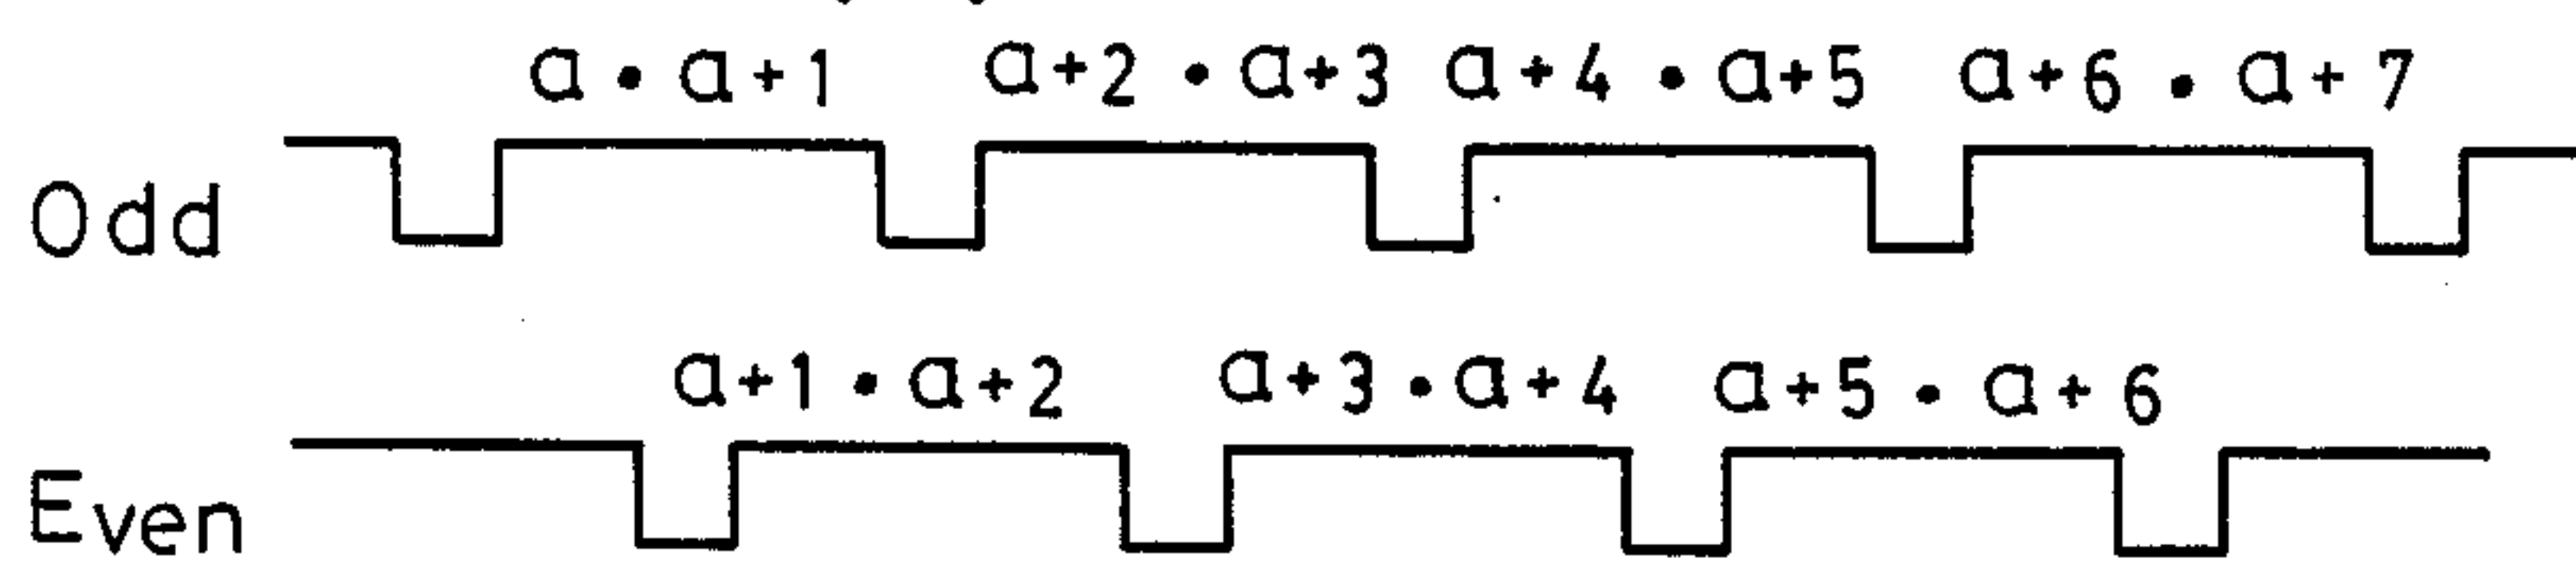 a • a+1 a+2 • a+3 a+4 • a+5 a+6 • a+7
Odd
a+1 • a+2 a+3 • a+4 a+5 • a+6
Even